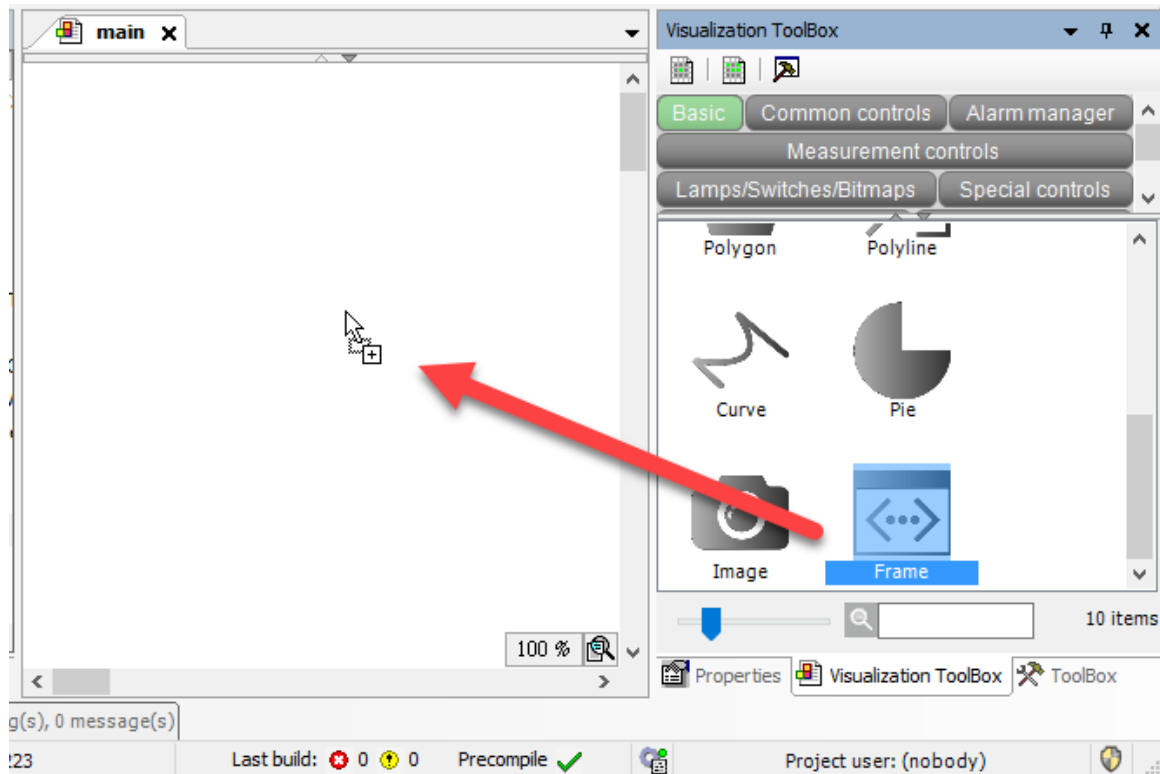 main
Visualization ToolBox
Basic Common controls Alarm manager
Measurement controls
Lamps/Switches/Bitmaps Special controls
Polygon Polyline
Curve Pie
Image Frame
100 %
10 items
Properties Visualization ToolBox ToolBox
g(s), 0 message(s)
223 Last build: 0 0 Precompile Project user: (nobody)